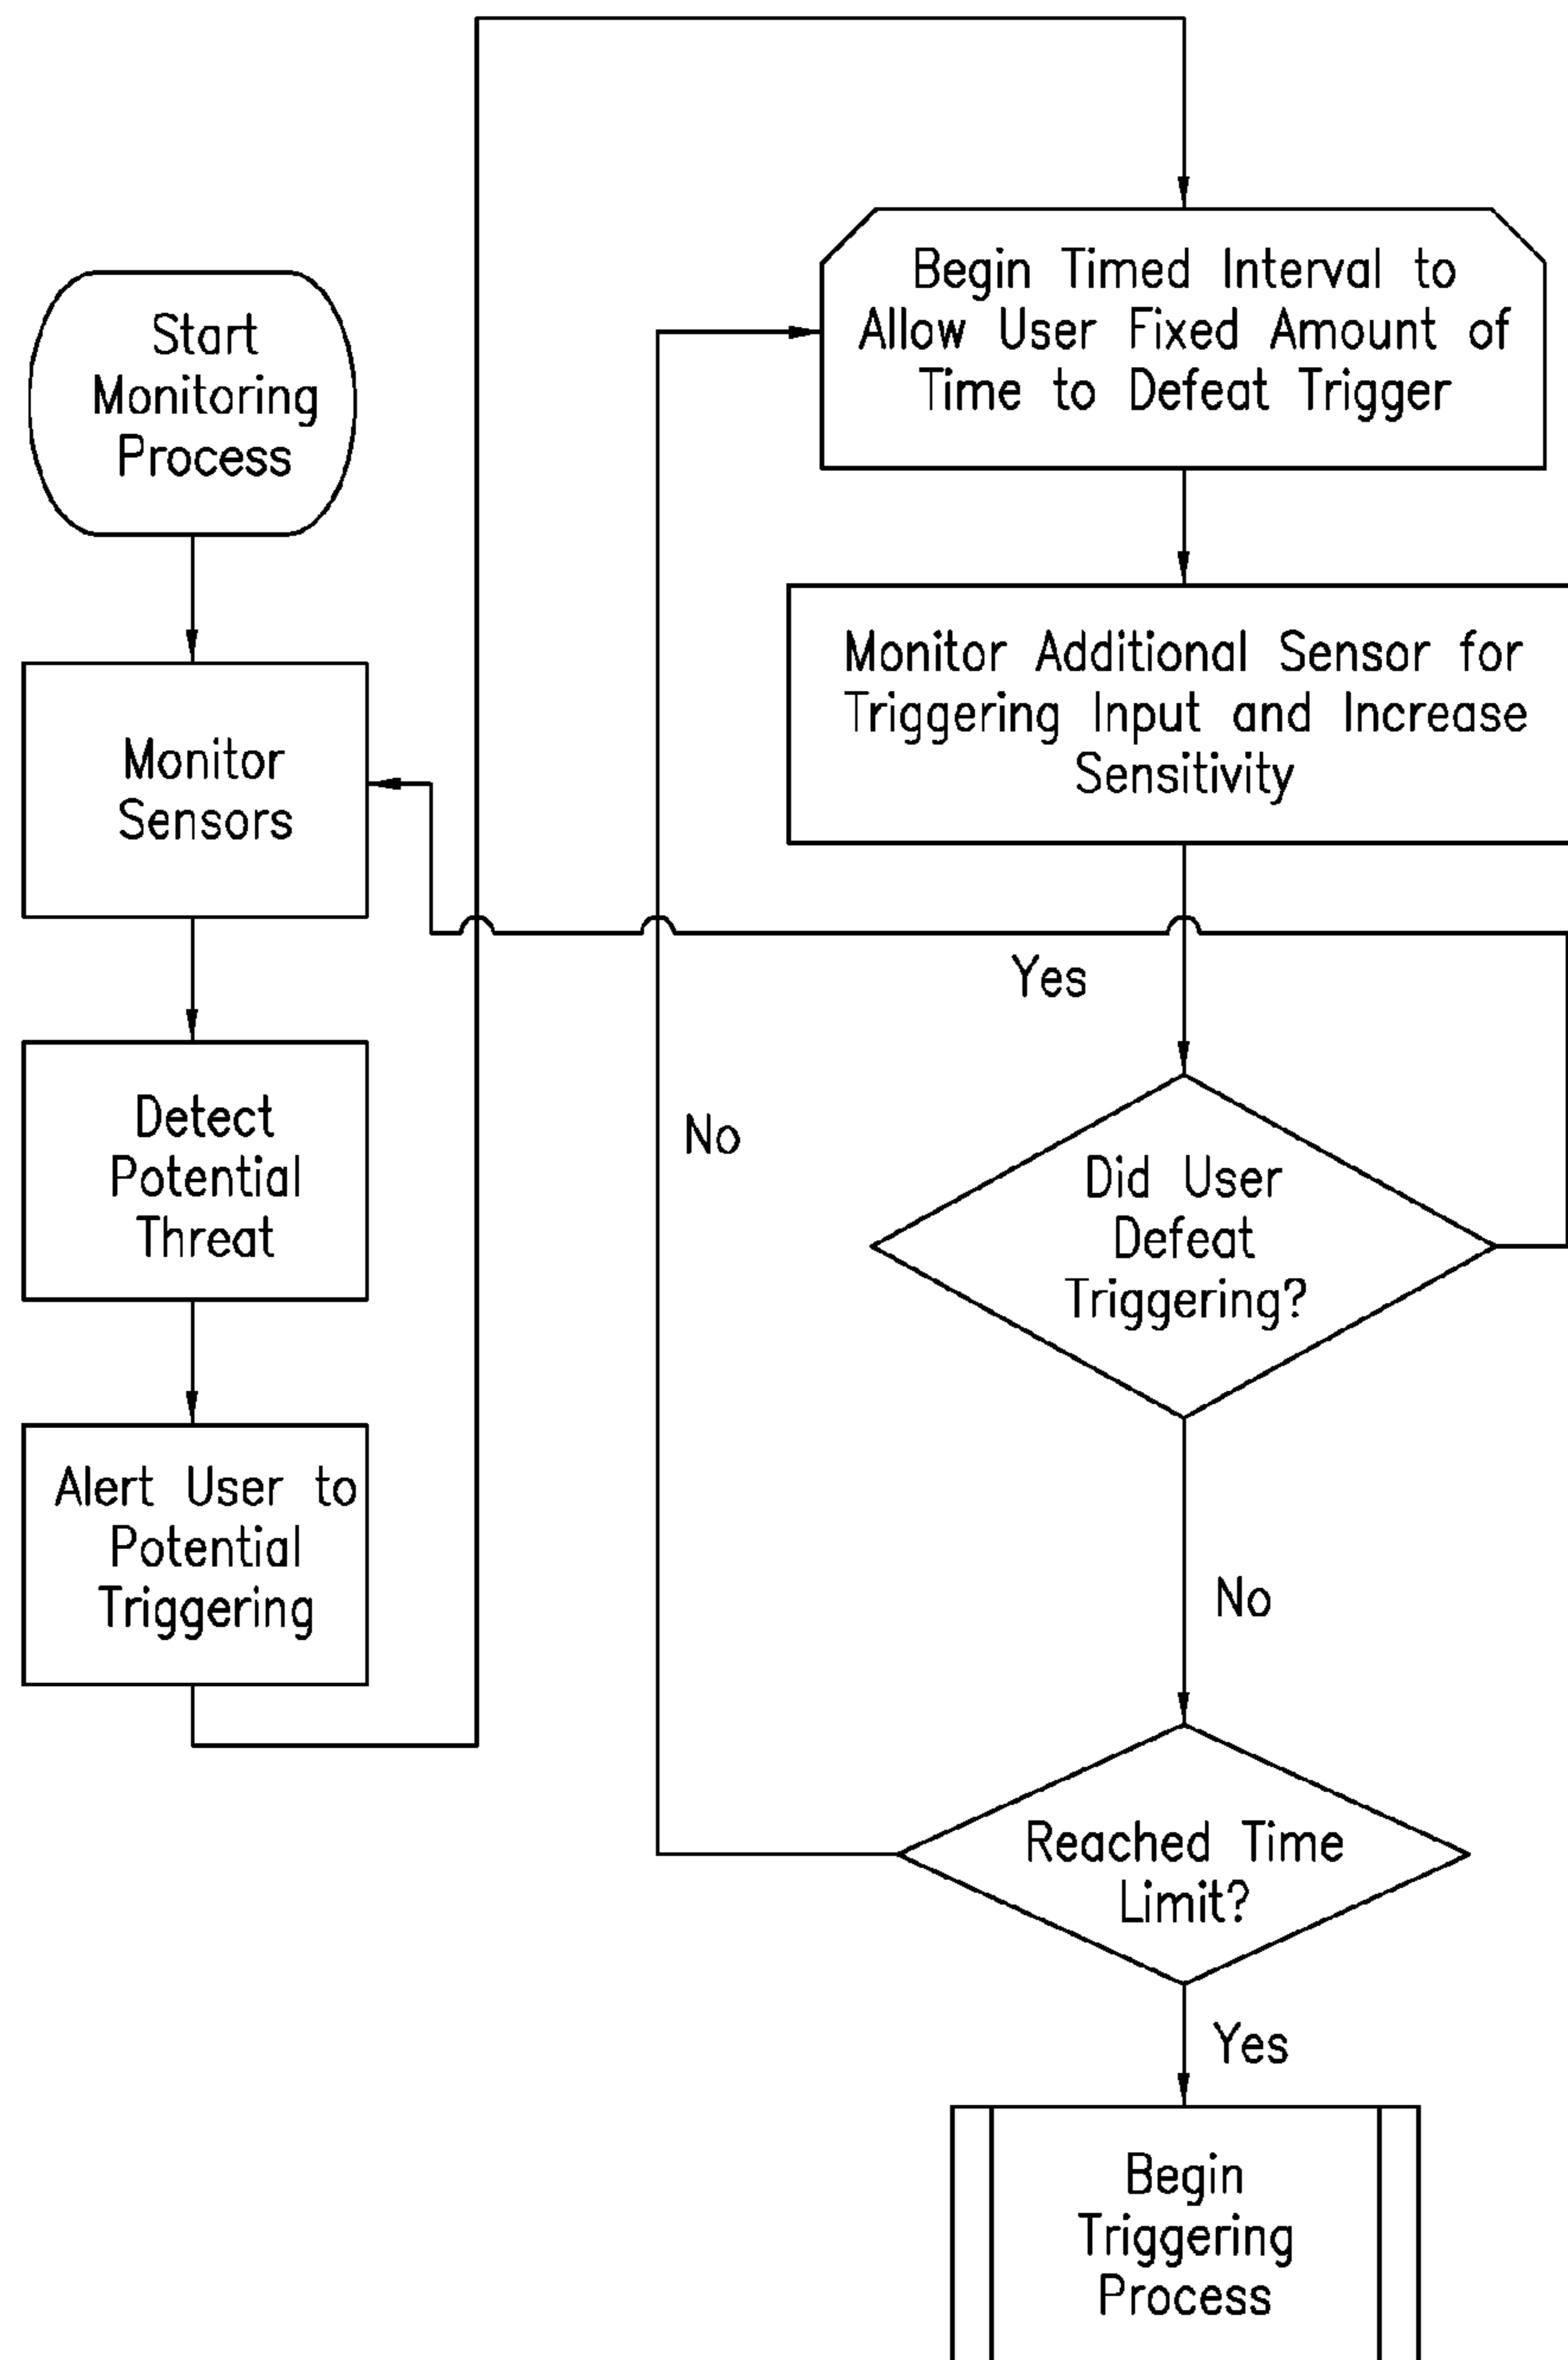 Start
Monitoring
Process
Monitor
Sensors
Detect
Potential
Threat
Alert User to
Potential
Triggering
Begin Timed Interval to
Allow User Fixed Amount of
Time to Defeat Trigger
Monitor Additional Sensor for
Triggering Input and Increase
Sensitivity
Yes
No
Did User
Defeat
Triggering?
No
Reached Time
Limit?
Yes
Begin
Triggering
Process